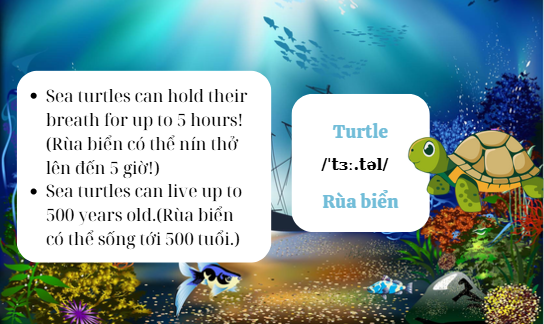 • Sea turtles can hold their
breath for up to 5 hours!
(Rùa biển có thể nín thở
lên đến 5 giờ!)
• Sea turtles can live up to
500 years old.(Rùa biển
có thể sống tới 500 tuổi.)
Turtle
/ˈtɜː.təl/
Rùa biển